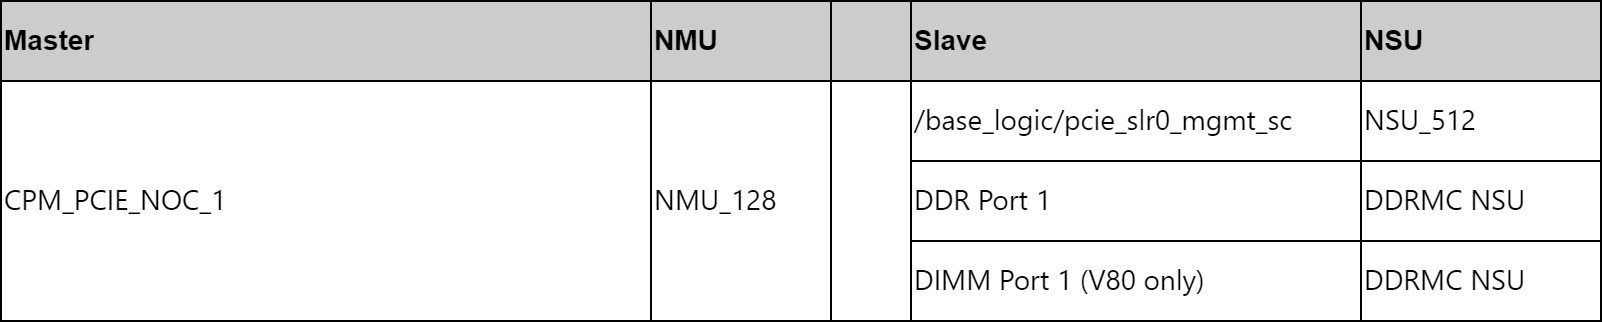 Master NMU Slave NSU
/base_logic/pcie_slr0_mgmt_sc NSU_512
CPM_PCIE_NOC_1 NMU_128 DDR Port 1 DDRMC NSU
DIMM Port 1 (V80 only) DDRMC NSU